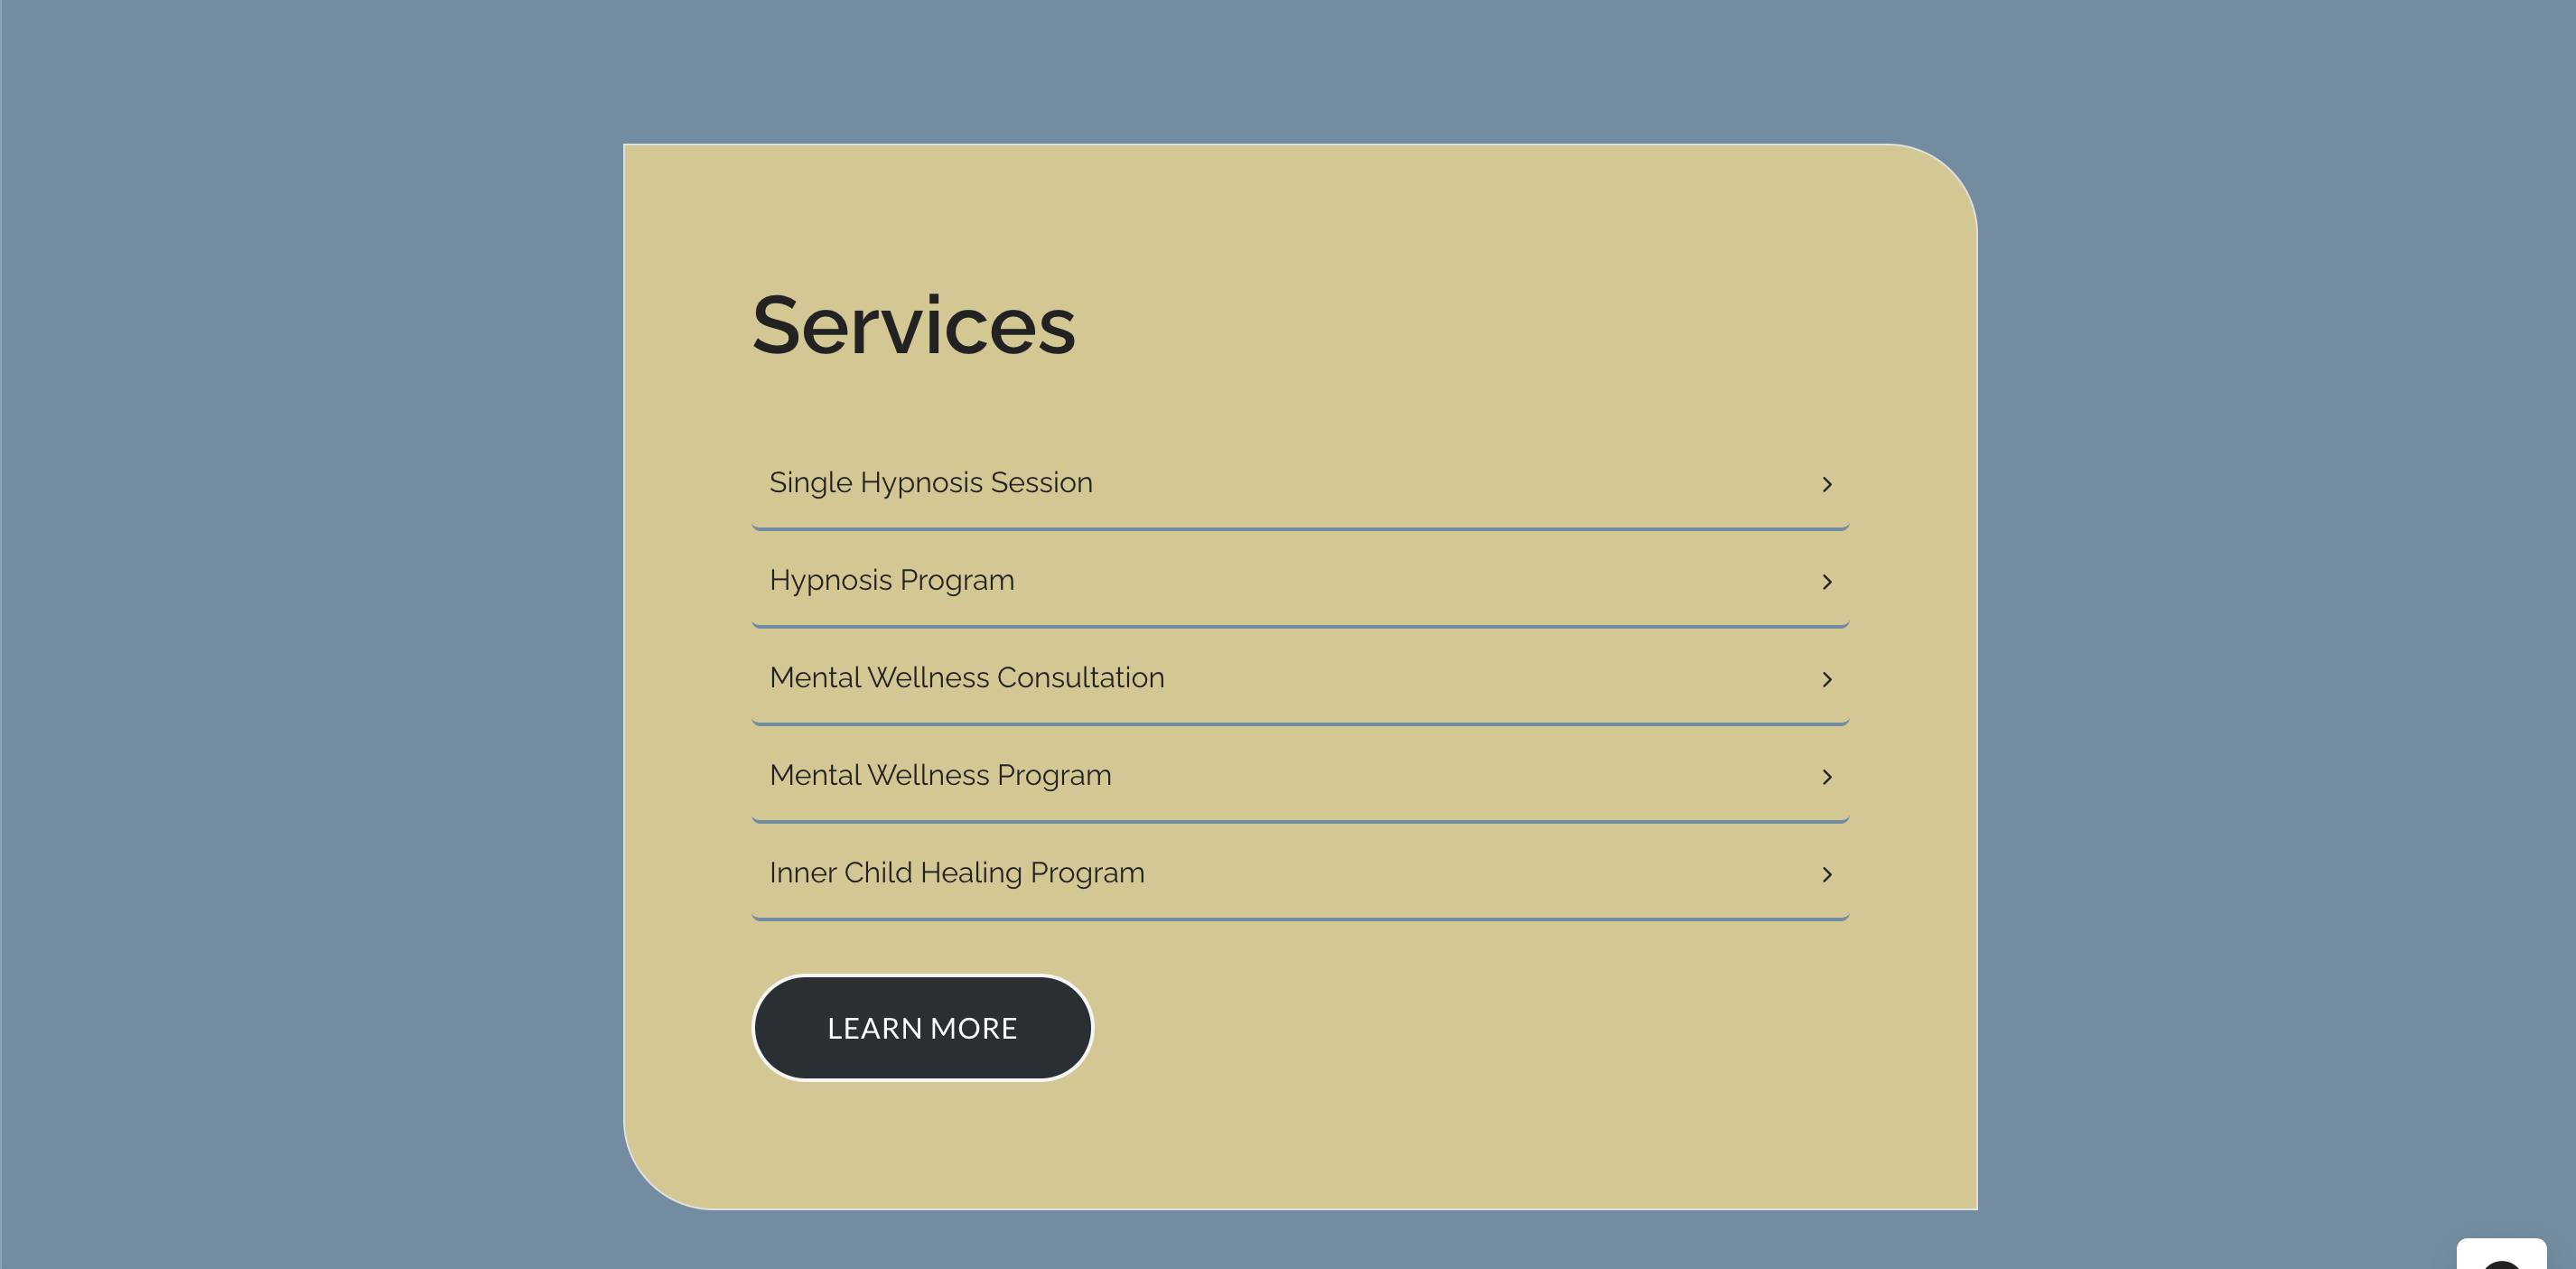 Services
Single Hypnosis Session
Hypnosis Program
Mental Wellness Consultation
Mental Wellness Program
Inner Child Healing Program
LEARN MORE